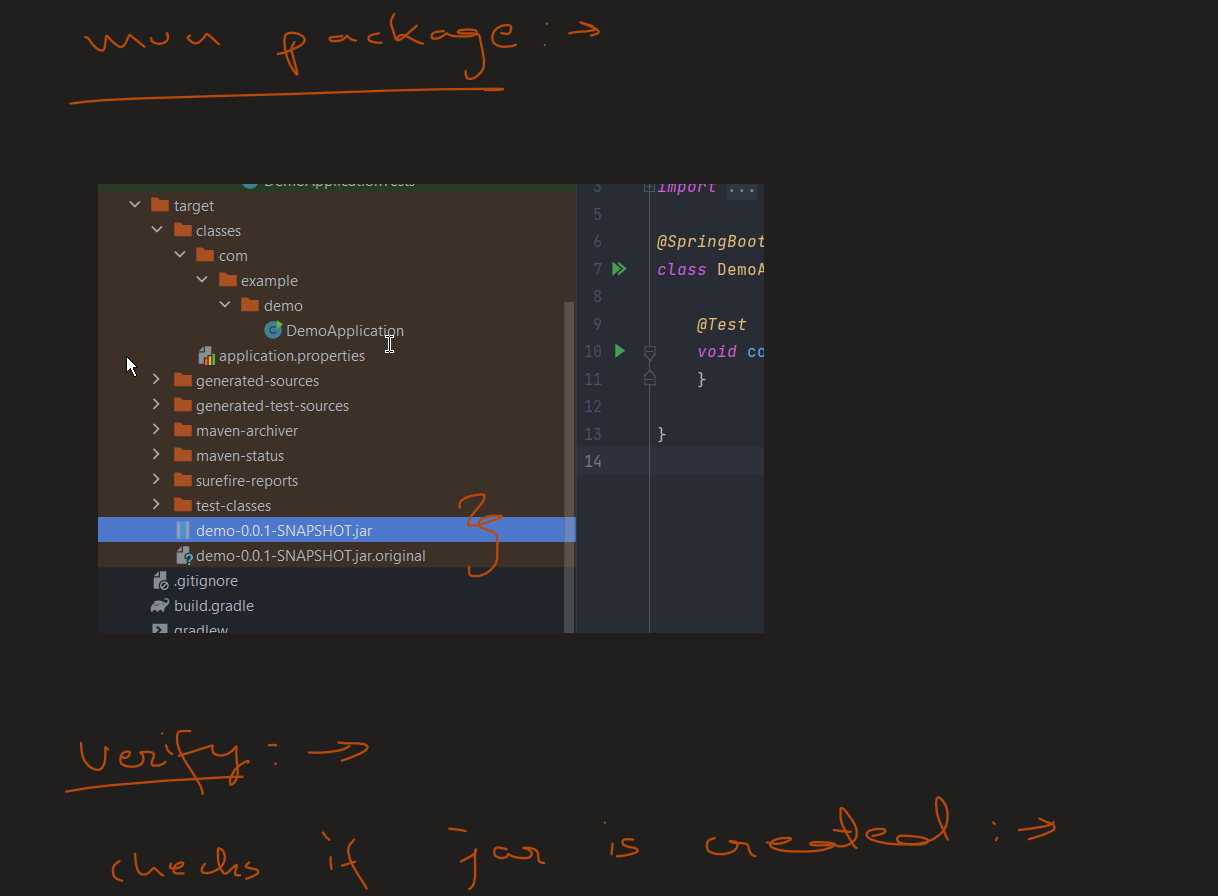 mvn package : ⇒
DemoApplicationTests
target
classes
com
example
demo
DemoApplication
application.properties
generated-sources
generated-test-sources
maven-archiver
maven-status
surefire-reports
test-classes
demo-0.0.1-SNAPSHOT.jar
demo-0.0.1-SNAPSHOT.jar.original
.gitignore
build.gradle
gradlew
3 import ...
5
6 @SpringBoot
7 class DemoA
8
9 @Test
10 void co
11 }
12
13 }
14
verify : →
checks if jar is created : ⇒